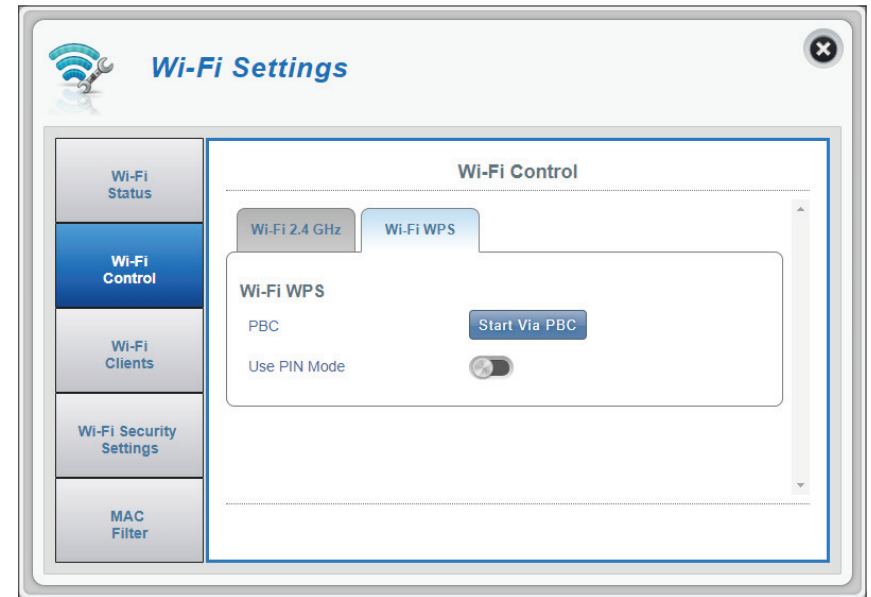 Wi-Fi Settings
Wi-Fi
Status
Wi-Fi
Control
Wi-Fi
Clients
Wi-Fi Security
Settings
MAC
Filter
Wi-Fi Control
Wi-Fi 2.4 GHz
Wi-Fi WPS
Wi-Fi WPS
PBC
Start Via PBC
Use PIN Mode